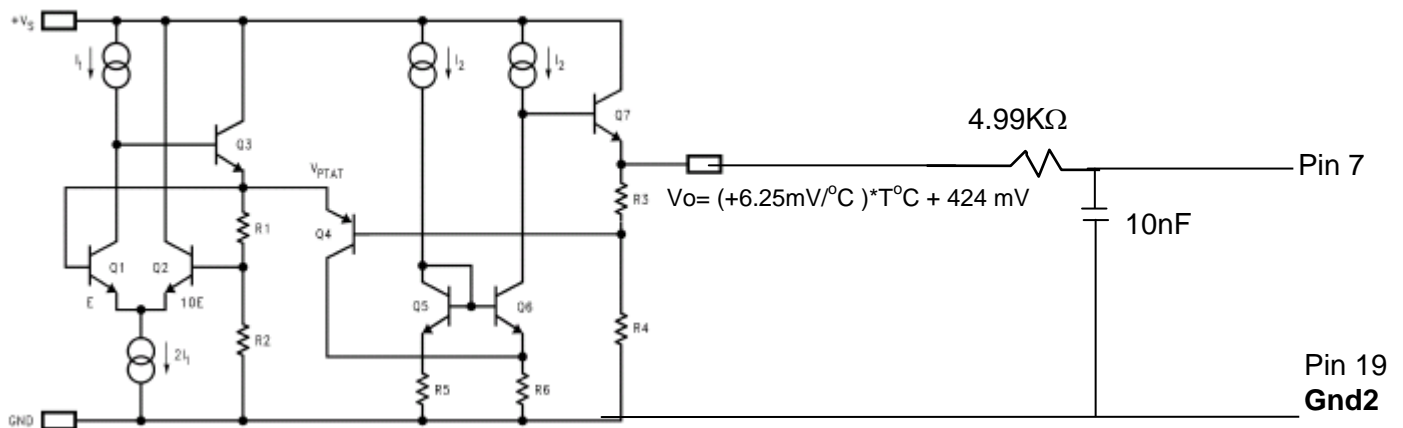 +VS
I1
I2
I2
Q7
4.99KΩ
Q3
Pin 7
VPTAT
Vo= (+6.25mV/°C )*T°C + 424 mV
R3
R1
Q4
10nF
Q1
Q2
E
10E
Q5
Q6
R2
R4
2I1
R5
R6
Pin 19
Gnd2
GND